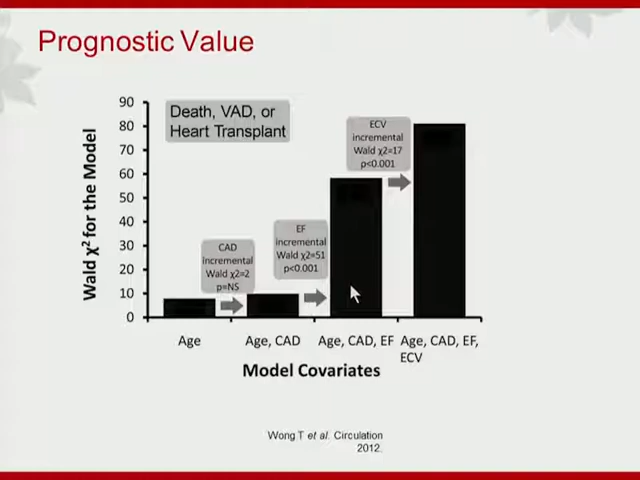 Prognostic Value
Wald χ² for the Model
90
80
70
60
50
40
30
20
10
0
Death, VAD, or
Heart Transplant
CAD
incremental
Wald χ2=2
p=NS
EF
incremental
Wald χ2=51
p<0.001
ECV
incremental
Wald χ2=17
p<0.001
Age
Age, CAD
Age, CAD, EF
Age, CAD, EF,
ECV
Model Covariates
Wong T et al. Circulation
2012.